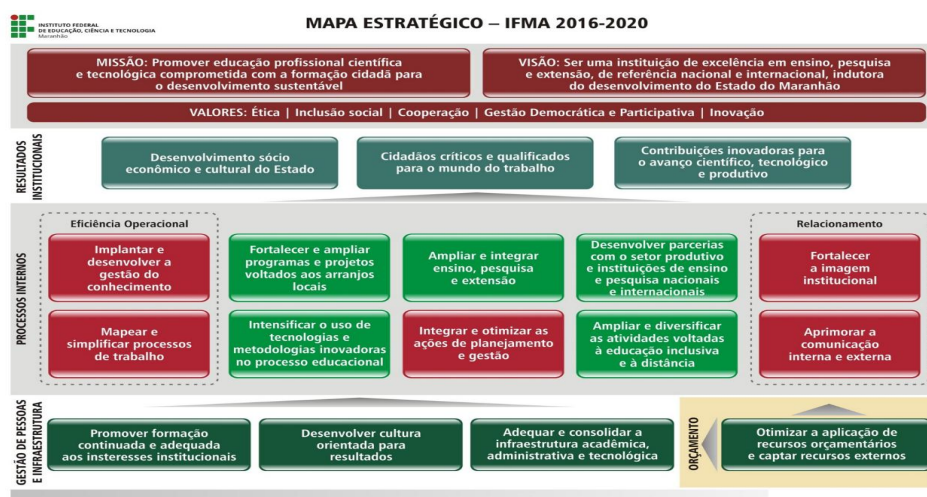 INSTITUTO FEDERAL
DE EDUCAÇÃO, CIÊNCIA E TECNOLOGIA
Maranhão
MAPA ESTRATÉGICO – IFMA 2016-2020
MISSÃO: Promover educação profissional científica
e tecnológica comprometida com a formação cidadã para
o desenvolvimento sustentável
VISÃO: Ser uma instituição de excelência em ensino, pesquisa
e extensão, de referência nacional e internacional, indutora
do desenvolvimento do Estado do Maranhão
VALORES: Ética | Inclusão social | Cooperação | Gestão Democrática e Participativa | Inovação
RESULTADOS
INSTITUCIONAIS
Desenvolvimento sócio
econômico e cultural do Estado
Cidadãos críticos e qualificados
para o mundo do trabalho
Contribuições inovadoras para
o avanço científico, tecnológico
e produtivo
PROCESSOS INTERNOS
Eficiência Operacional
Relacionamento
Implantar e
desenvolver a
gestão do
conhecimento
Fortalecer e ampliar
programas e projetos
voltados aos arranjos
locais
Ampliar e integrar
ensino, pesquisa
e extensão
Desenvolver parcerias
com o setor produtivo
e instituições de ensino
e pesquisa nacionais
e internacionais
Fortalecer
a imagem
institucional
Mapear e
simplificar processos
de trabalho
Intensificar o uso de
tecnologias e
metodologias inovadoras
no processo educacional
Integrar e otimizar as
ações de planejamento
e gestão
Ampliar e diversificar
as atividades voltadas
à educação inclusiva
e à distância
Aprimorar a
comunicação
interna e externa
GESTÃO DE PESSOAS
E INFRAESTRUTURA
Promover formação
continuada e adequada
aos insteresses institucionais
Desenvolver cultura
orientada para
resultados
Adequar e consolidar a
infraestrutura acadêmica,
administrativa e tecnológica
ORÇAMENTO
Otimizar a aplicação de
recursos orçamentários
e captar recursos externos